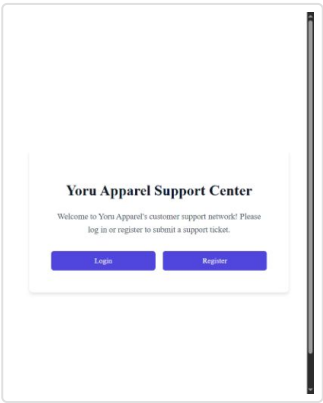 Yoru Apparel Support Center
Welcome to Yoru Apparel's customer support network! Please
log in or register to submit a support ticket.
Login
Register